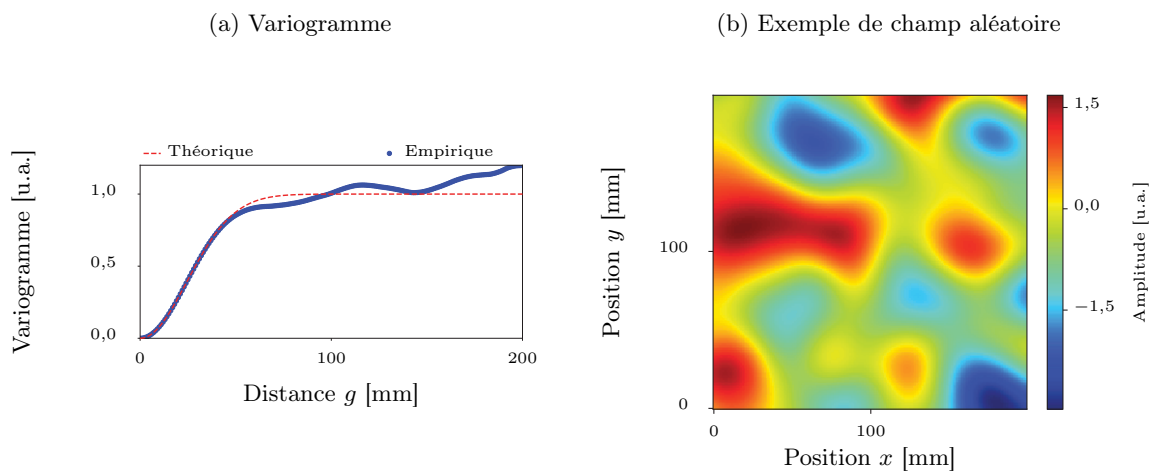 (a) Variogramme
Variogramme [u.a.]
Théorique
Empirique
1,0
0,5
0,0
0
100
200
Distance g [mm]
(b) Exemple de champ aléatoire
Position y [mm]
100
0
0
100
Position x [mm]
1,5
0,0
−1,5
Amplitude [u.a.]